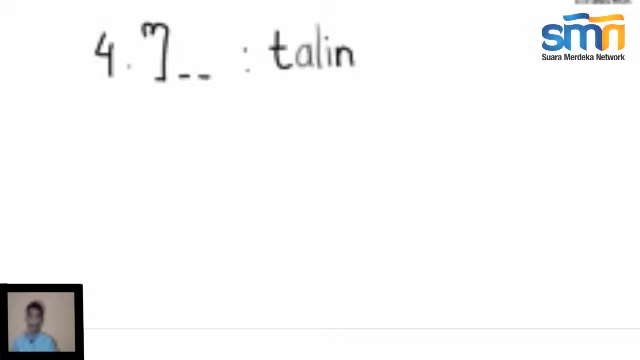 smn
Suara Merdeka Network
4. ꦺ_ _ : talin